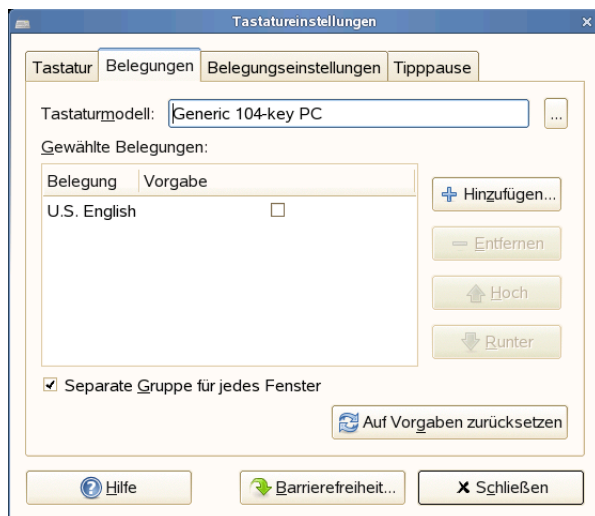 Tastatureinstellungen
Tastatur Belegungen Belegungseinstellungen Tipppause
Tastaturmodell: Generic 104-key PC ...
Gewählte Belegungen:
Belegung Vorgabe
U.S. English
Hinzufügen...
Entfernen
Hoch
Runter
Separate Gruppe für jedes Fenster
Auf Vorgaben zurücksetzen
Hilfe Barrierefreiheit... Schließen